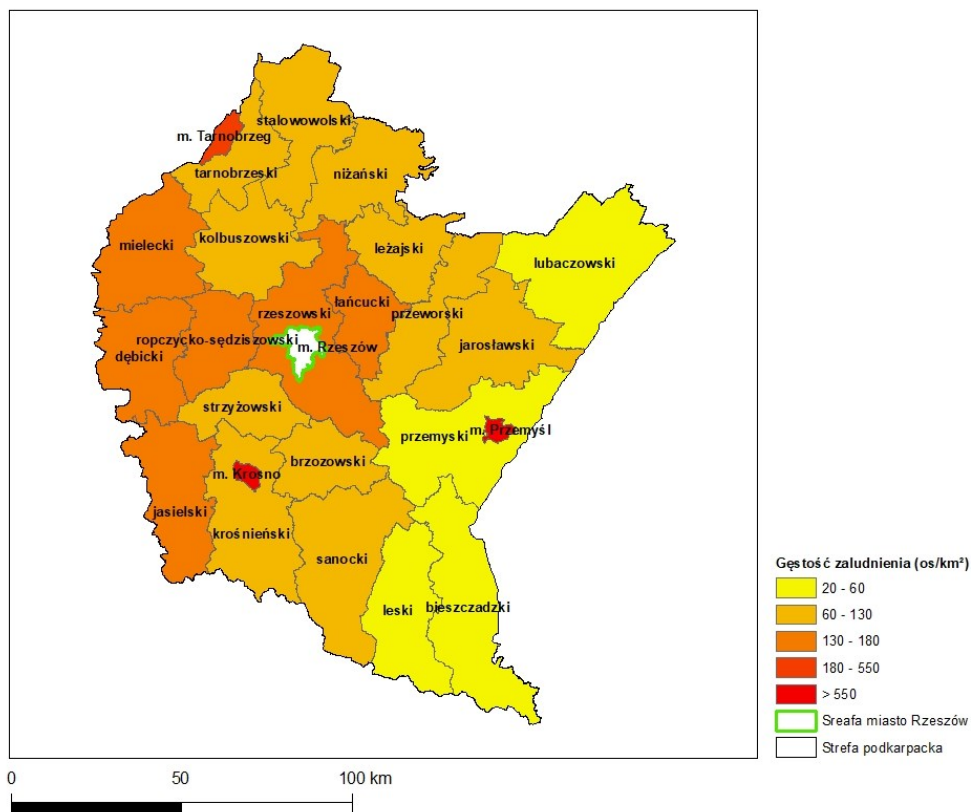 stalowowolski
m. Tarnobrzeg
tarnobrzeski
niżański
mielecki
kolbuszowski
leżajski
lubaczowski
łańcucki
rzeszowski
przeworski
ropczycko-sędziszowski
m. Rzeszów
jarosławski
dębicki
strzyżowski
przemyski
m. Przemyśl
brzozowski
m. Krosno
jasielski
krośnieński
sanocki
leski
bieszczadzki
Gęstość zaludnienia (os/km²)
20 - 60
60 - 130
130 - 180
180 - 550
> 550
Sreafa miasto Rzeszów
Strefa podkarpacka
0 50 100 km